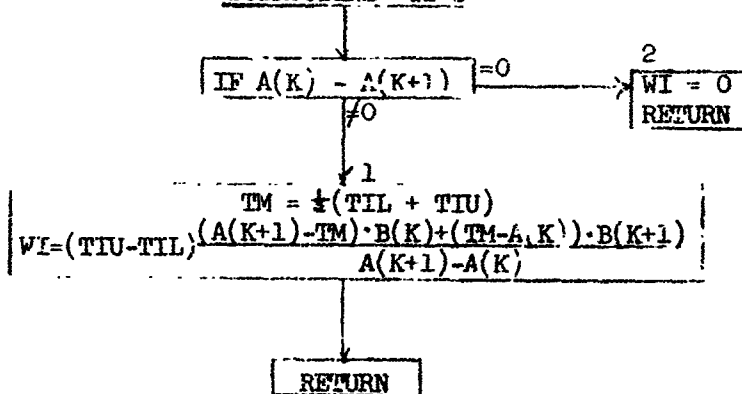 IF A(K) - A(K+1)
=0
≠0
2
WI = 0
RETURN
1
TM = ½(TIL + TIU)
WI=(TIU-TIL) (A(K+1)-TM)·B(K)+(TM-A(K))·B(K+1)
A(K+1)-A(K)
RETURN